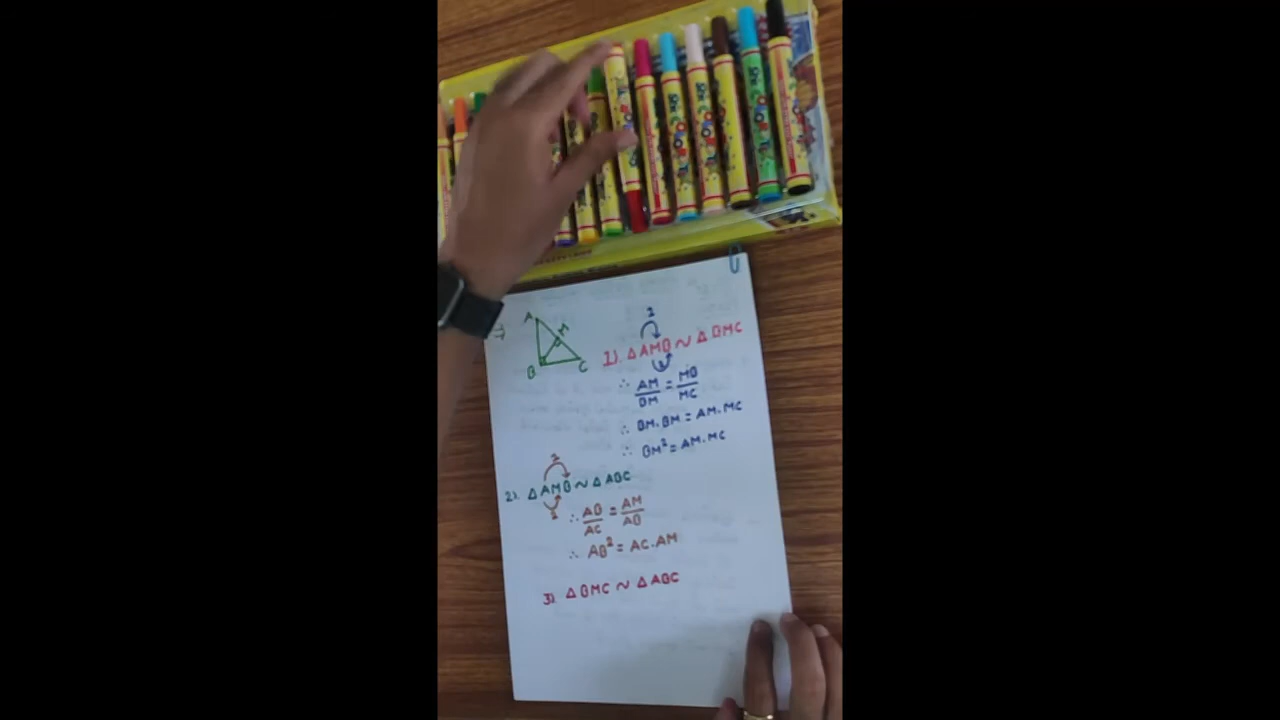 A
M
B
C
1). Δ AMB ~ Δ BMC
∴ AM/BM = MB/MC
∴ BM.BM = AM.MC
∴ BM² = AM.MC
2). Δ AMB ~ Δ ABC
∴ AB/AC = AM/AB
∴ AB² = AC.AM
3). Δ BMC ~ Δ ABC